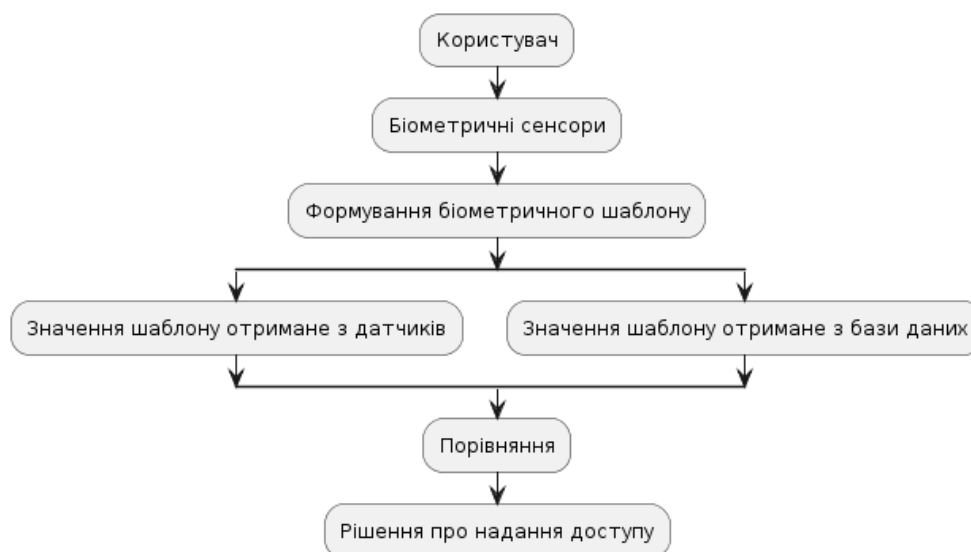 Користувач
Біометричні сенсори
Формування біометричного шаблону
Значення шаблону отримане з датчиків
Значення шаблону отримане з бази даних
Порівняння
Рішення про надання доступу